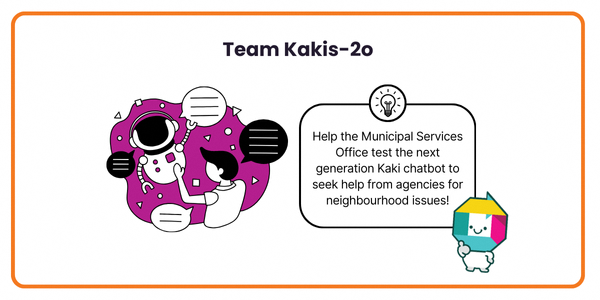 Team Kakis-2o
Help the Municipal Services
Office test the next
generation Kaki chatbot to
seek help from agencies for
neighbourhood issues!